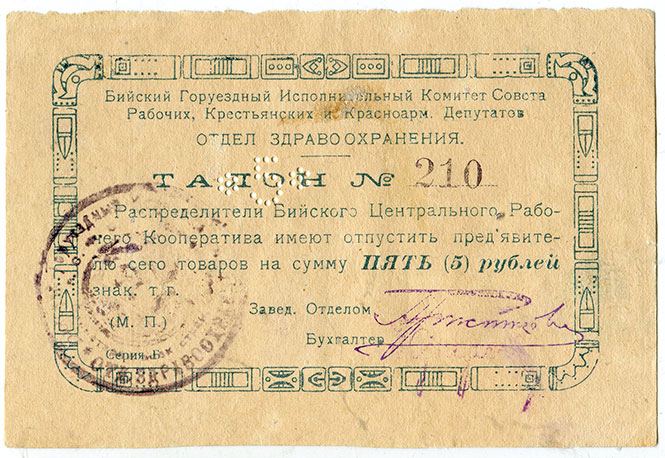 Бийский Горуездный Исполнительный Комитет Совета
Рабочих, Крестьянских и Красноарм. Депутатов
ОТДЕЛ ЗДРАВООХРАНЕНИЯ.
ТАЛОН № 210
*5*
Распределители Бийского Центрального Рабо-
чего Кооператива имеют отпустить пред'явите-
лю сего товаров на сумму ПЯТЬ (5) рублей
знак. т. г.
Завед. Отделом
(М. П.)
Бухгалтер
Серия Б.